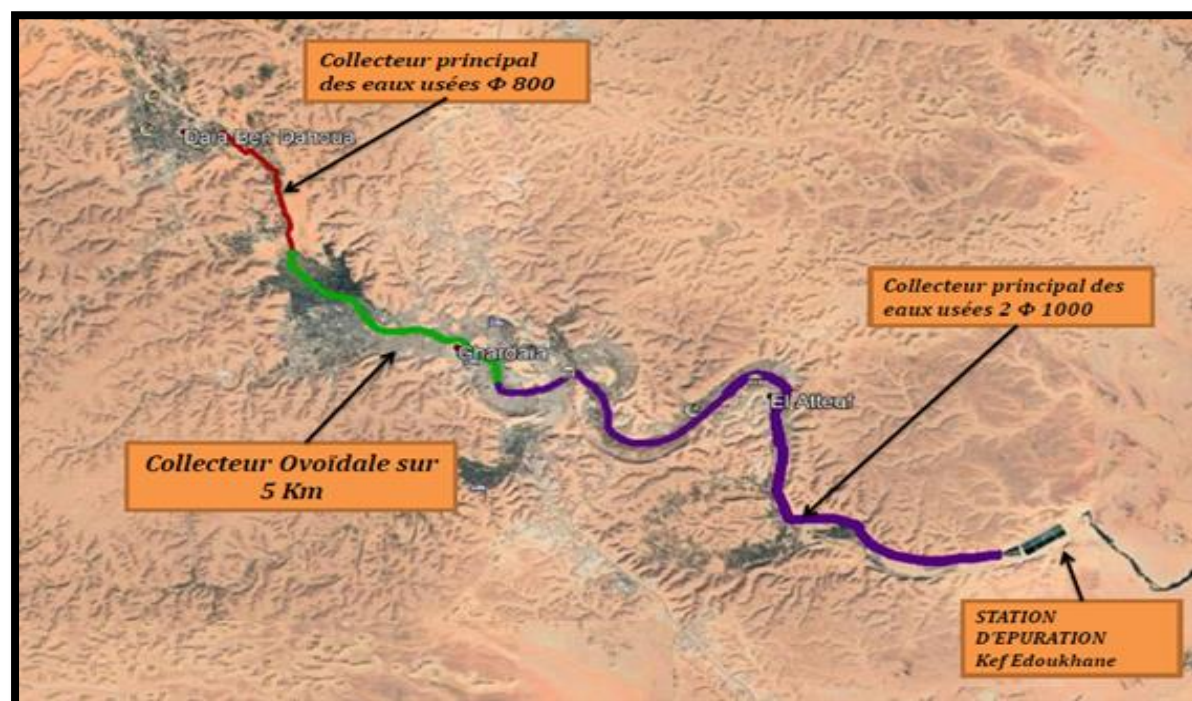 Collecteur principal
des eaux usées Φ 800
Daïa Ben Dahoua
Collecteur principal des
eaux usées 2 Φ 1000
Ghardaïa
El Atteuf
Collecteur Ovoïdale sur
5 Km
STATION
D'EPURATION
Kef Edoukhane